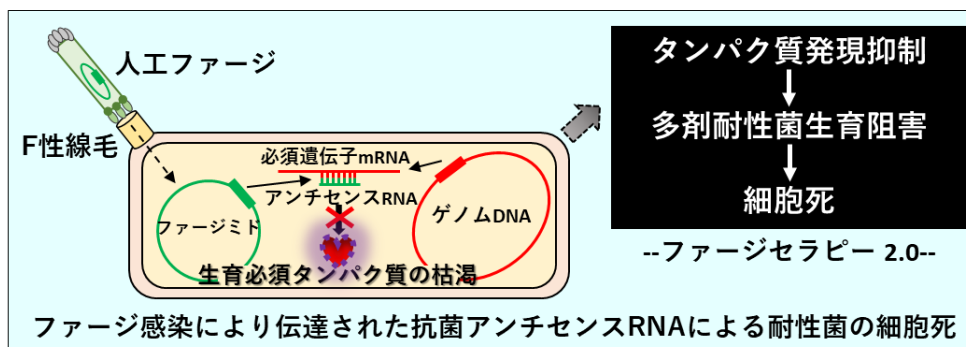 人工ファージ
F性線毛
必須遺伝子mRNA
アンチセンスRNA
ファージミド
ゲノムDNA
生育必須タンパク質の枯渇
タンパク質発現抑制
多剤耐性菌生育阻害
細胞死
--ファージセラピー 2.0--
ファージ感染により伝達された抗菌アンチセンスRNAによる耐性菌の細胞死